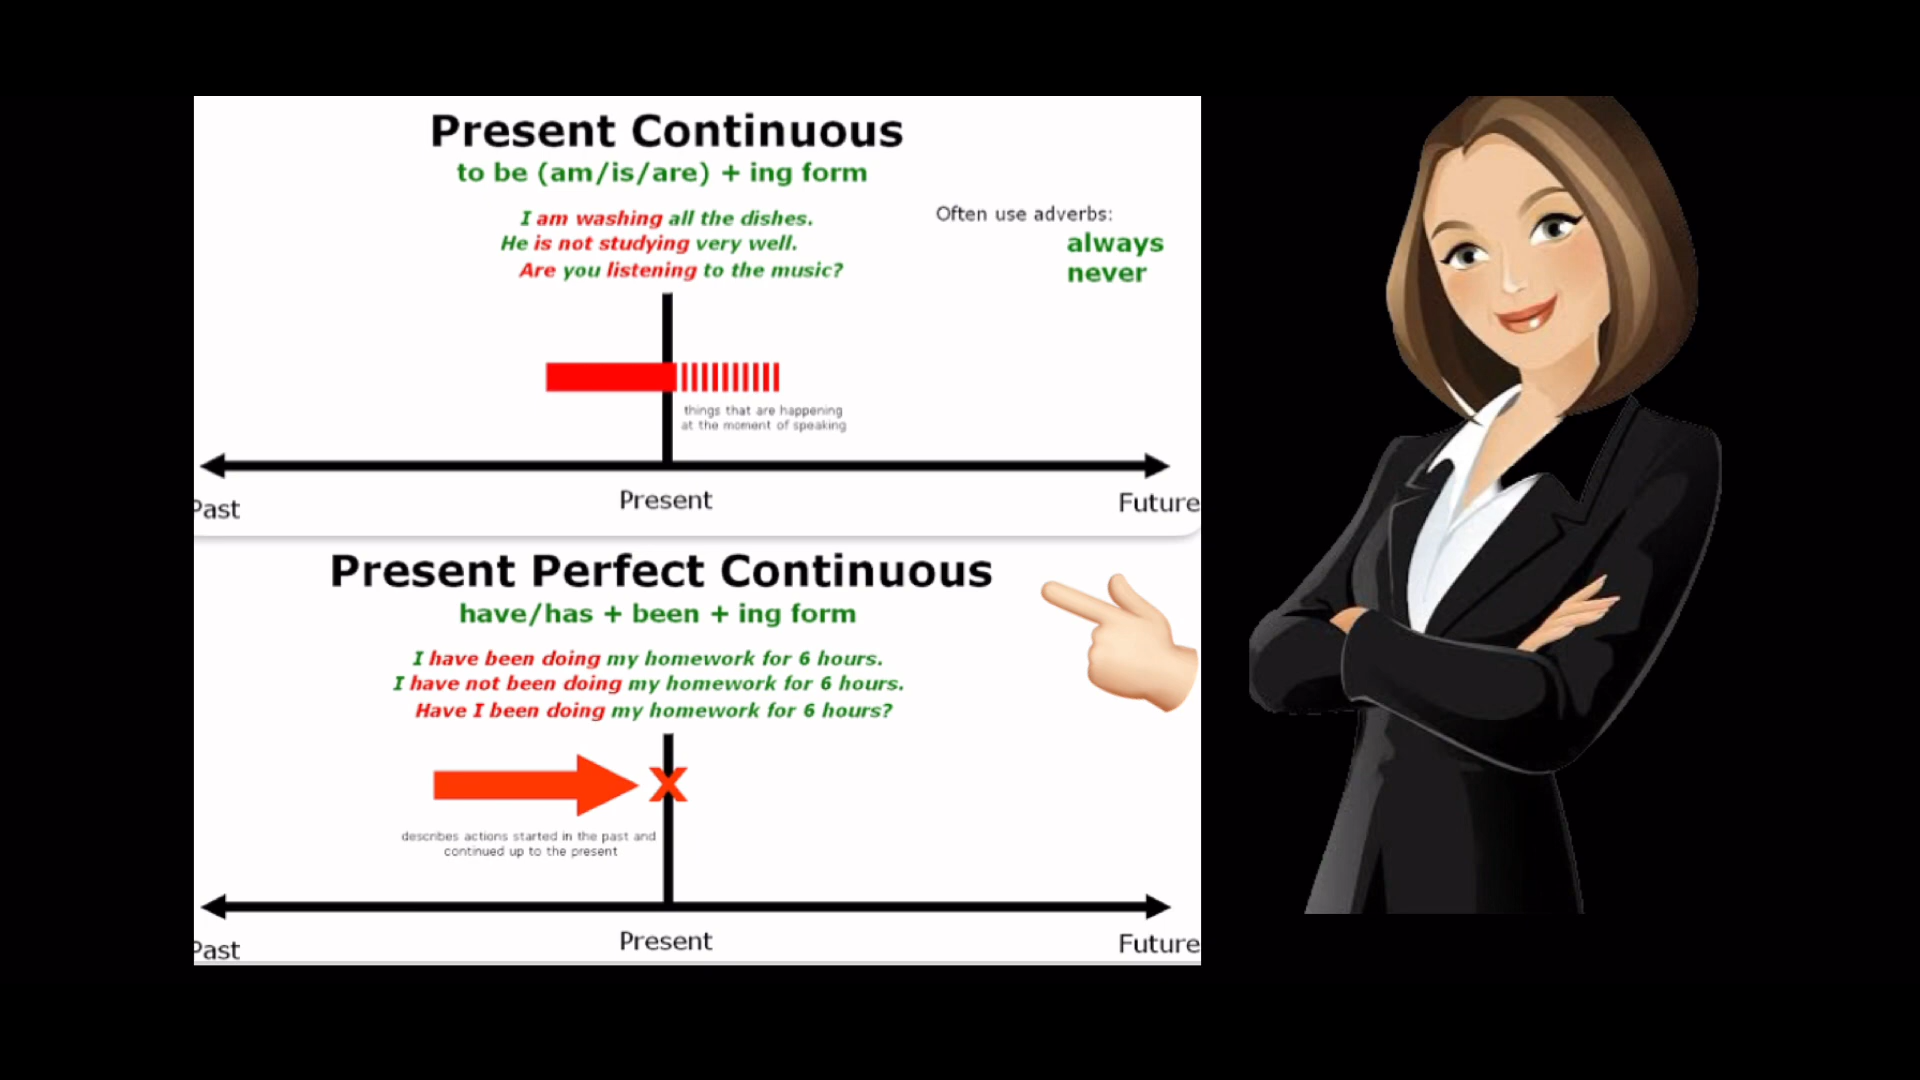 Present Continuous
to be (am/is/are) + ing form
I am washing all the dishes.
He is not studying very well.
Are you listening to the music?
Often use adverbs:
always
never
things that are happening
at the moment of speaking
Past
Present
Future
Present Perfect Continuous
have/has + been + ing form
I have been doing my homework for 6 hours.
I have not been doing my homework for 6 hours.
Have I been doing my homework for 6 hours?
X
describes actions started in the past and
continued up to the present
Past
Present
Future